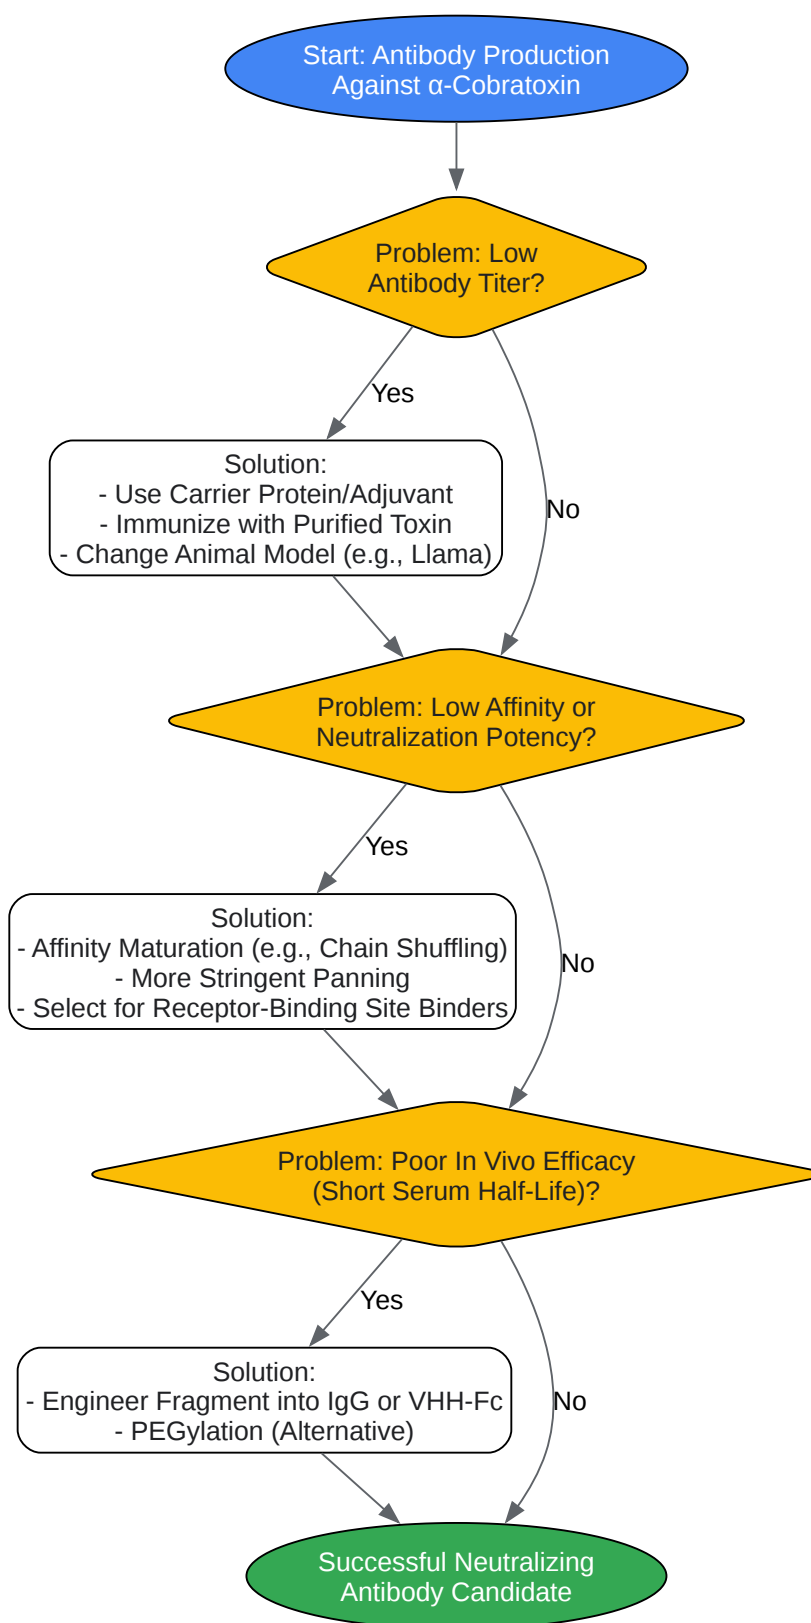 Start: Antibody Production
Against α-Cobratoxin
Problem: Low
Antibody Titer?
Yes
Solution:
- Use Carrier Protein/Adjuvant
- Immunize with Purified Toxin
- Change Animal Model (e.g., Llama)
No
Problem: Low Affinity or
Neutralization Potency?
Yes
Solution:
- Affinity Maturation (e.g., Chain Shuffling)
- More Stringent Panning
- Select for Receptor-Binding Site Binders
No
Problem: Poor In Vivo Efficacy
(Short Serum Half-Life)?
Yes
Solution:
- Engineer Fragment into IgG or VHH-Fc
- PEGylation (Alternative)
No
Successful Neutralizing
Antibody Candidate